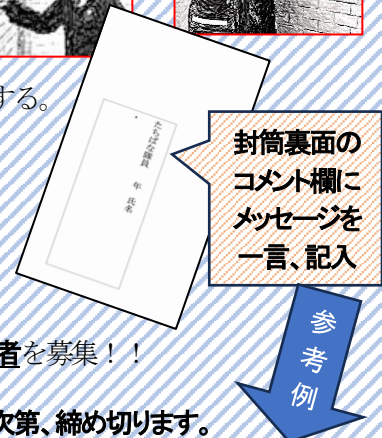 する。
たちばな隊員　年　氏名
封筒裏面の
コメント欄に
メッセージを
一言、記入
参考例
者を募集！！
次第、締め切ります。